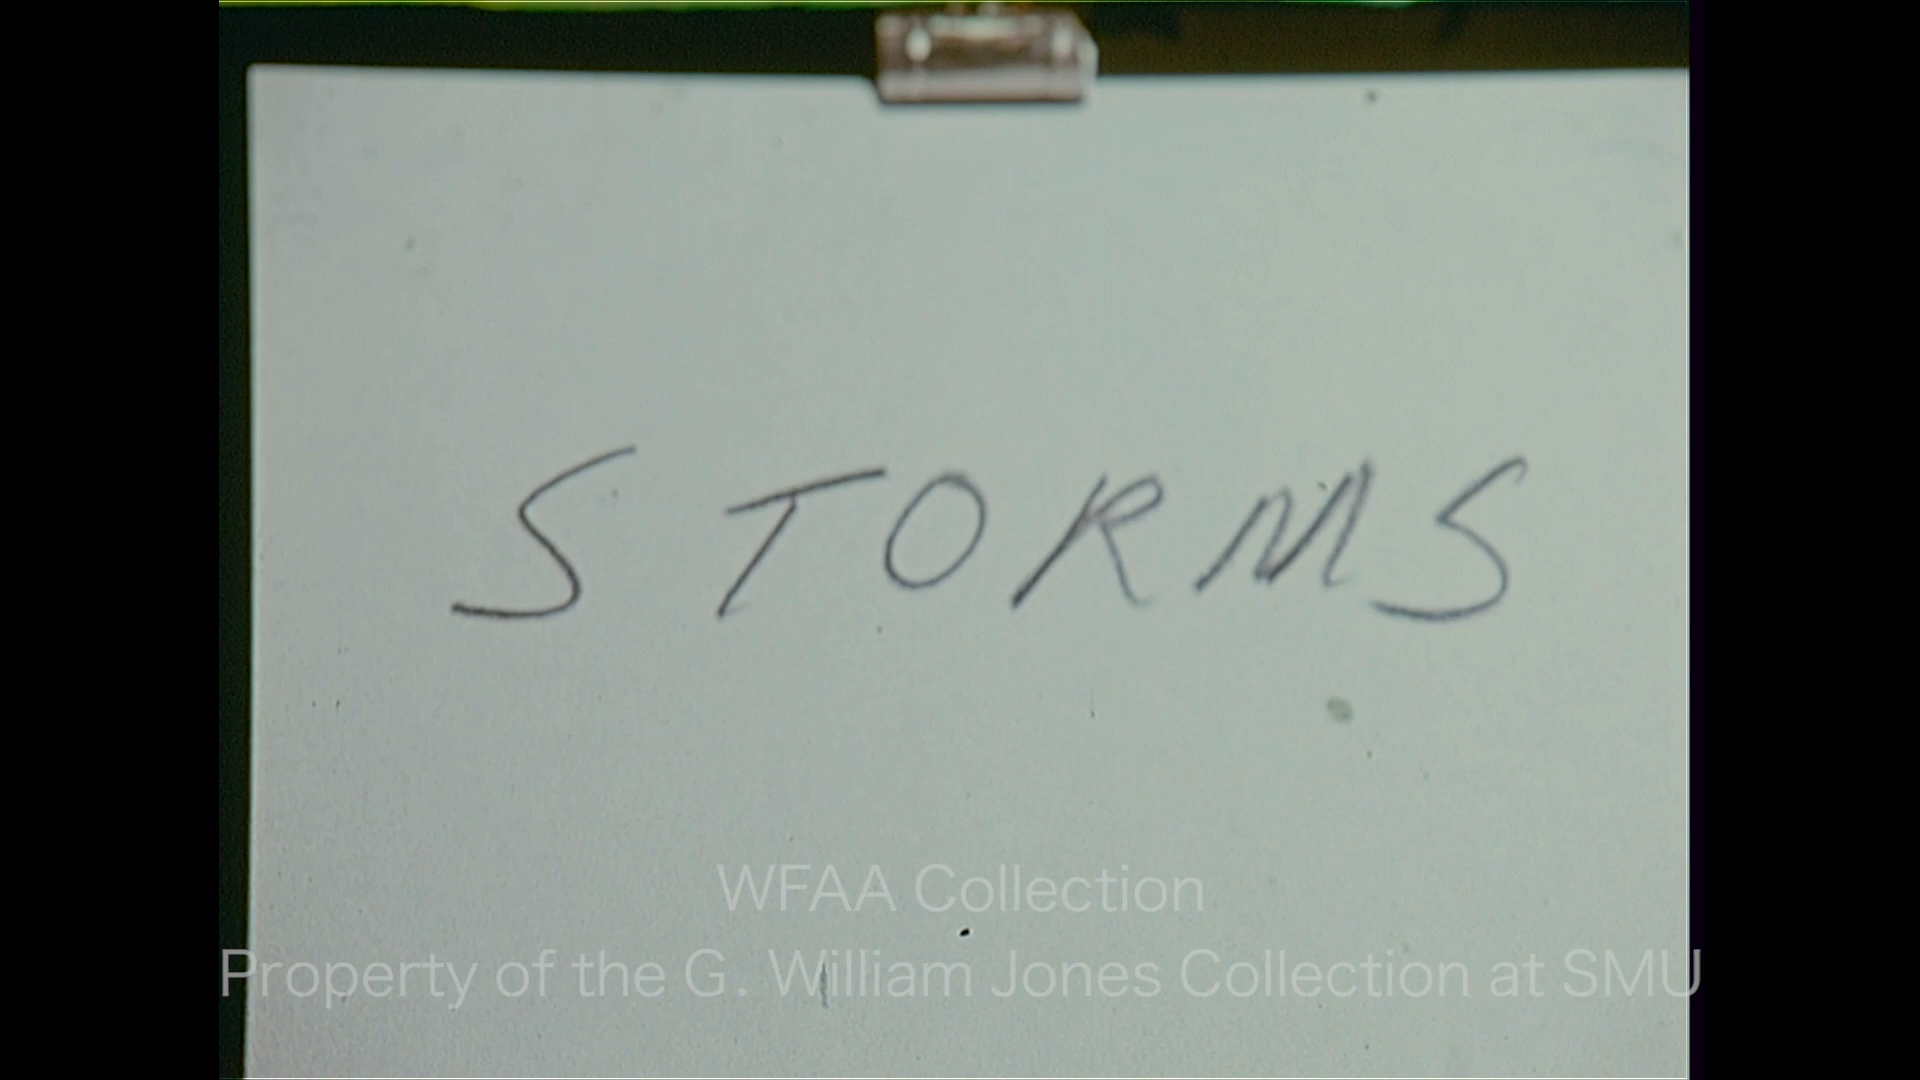 STORMS
WFAA Collection
Property of the G. William Jones Collection at SMU